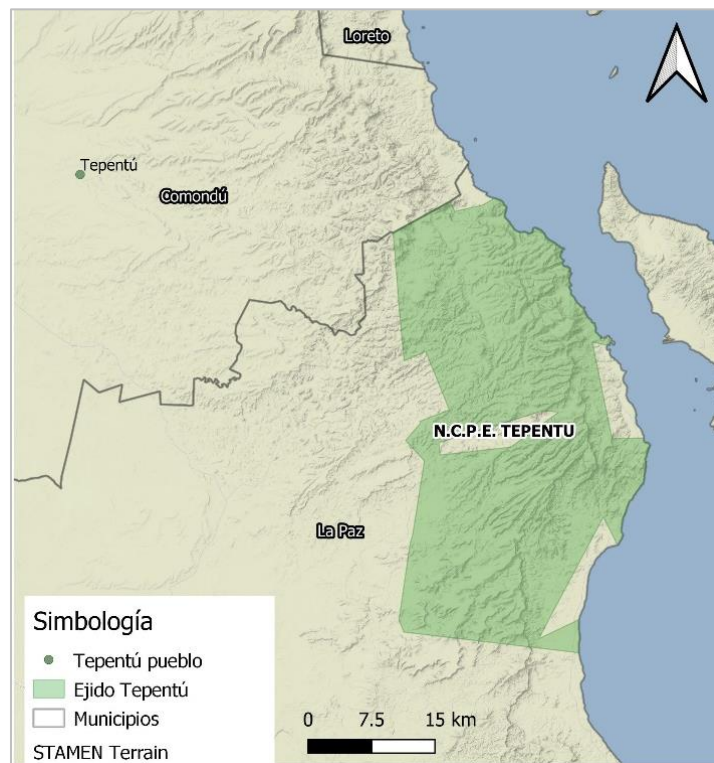 Loreto
Tepentú
Comondú
N.C.P.E. TEPENTU
La Paz
Simbología
Tepentú pueblo
Ejido Tepentú
Municipios
STAMEN Terrain
0 7.5 15 km